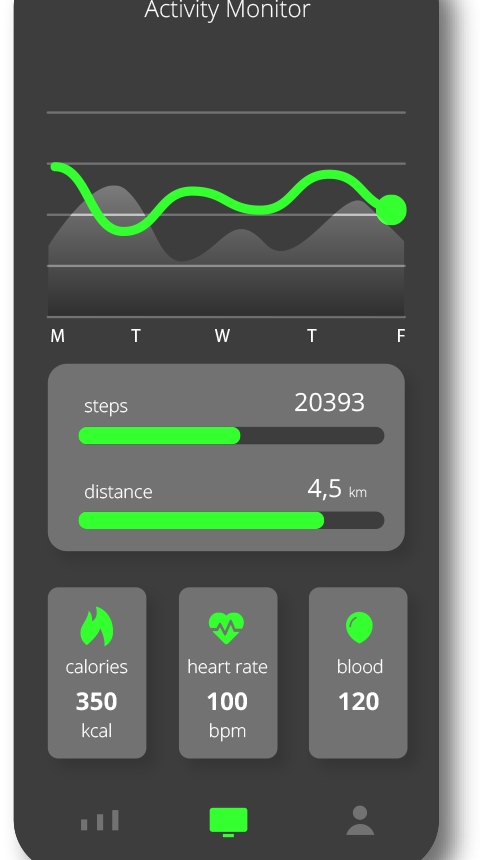 Activity Monitor
M T W T F
steps 20393
distance 4,5 km
calories heart rate blood
350 100 120
kcal bpm